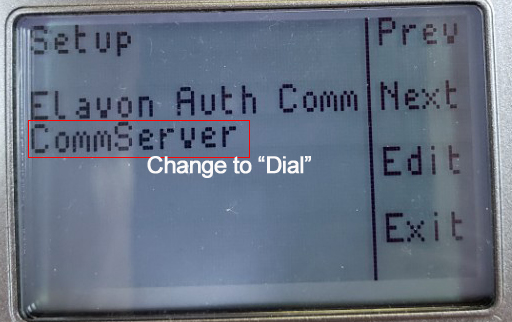 Setup
Prev
Elavon Auth Comm
Next
CommServer
Change to “Dial”
Edit
Exit